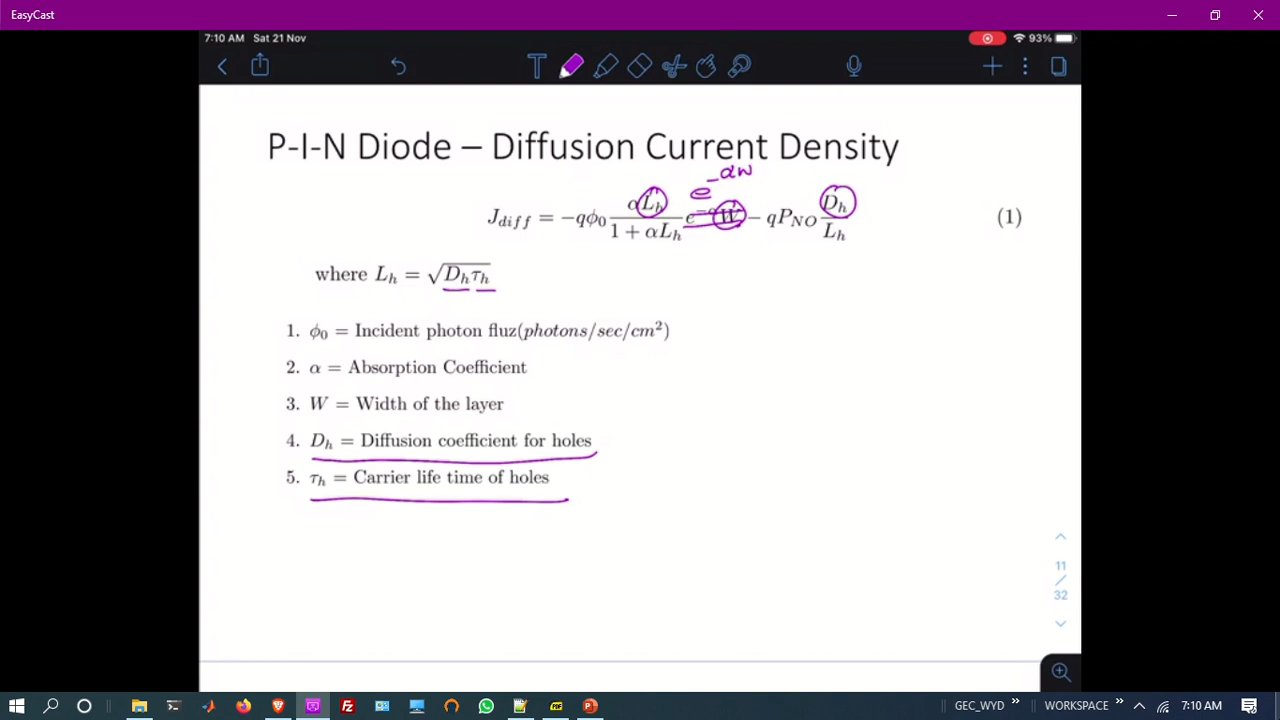 EasyCast
7:10 AM Sat 21 Nov
93%
T
P-I-N Diode – Diffusion Current Density
e^-αw
J_diff = −qϕ₀ αL_h / (1 + αL_h) e^−αW − qP_NO D_h / L_h (1)
where L_h = √(D_hτ_h)
1. ϕ₀ = Incident photon fluz(photons/sec/cm²)
2. α = Absorption Coefficient
3. W = Width of the layer
4. D_h = Diffusion coefficient for holes
5. τ_h = Carrier life time of holes
11
/
32
GEC_WYD » WORKSPACE » 7:10 AM